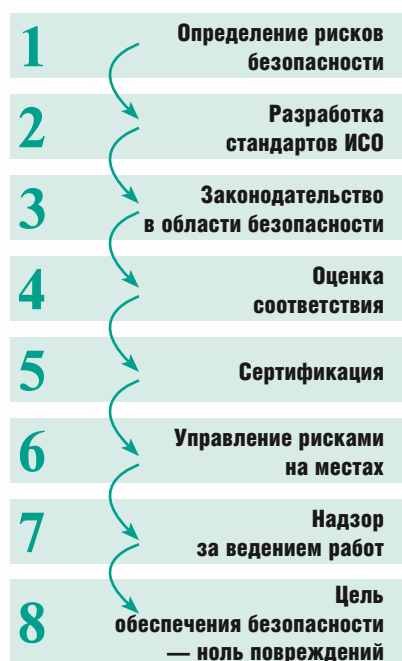 1
Определение рисков
безопасности
2
Разработка
стандартов ИСО
3
Законодательство
в области безопасности
4
Оценка
соответствия
5
Сертификация
6
Управление рисками
на местах
7
Надзор
за ведением работ
8
Цель
обеспечения безопасности
— ноль повреждений